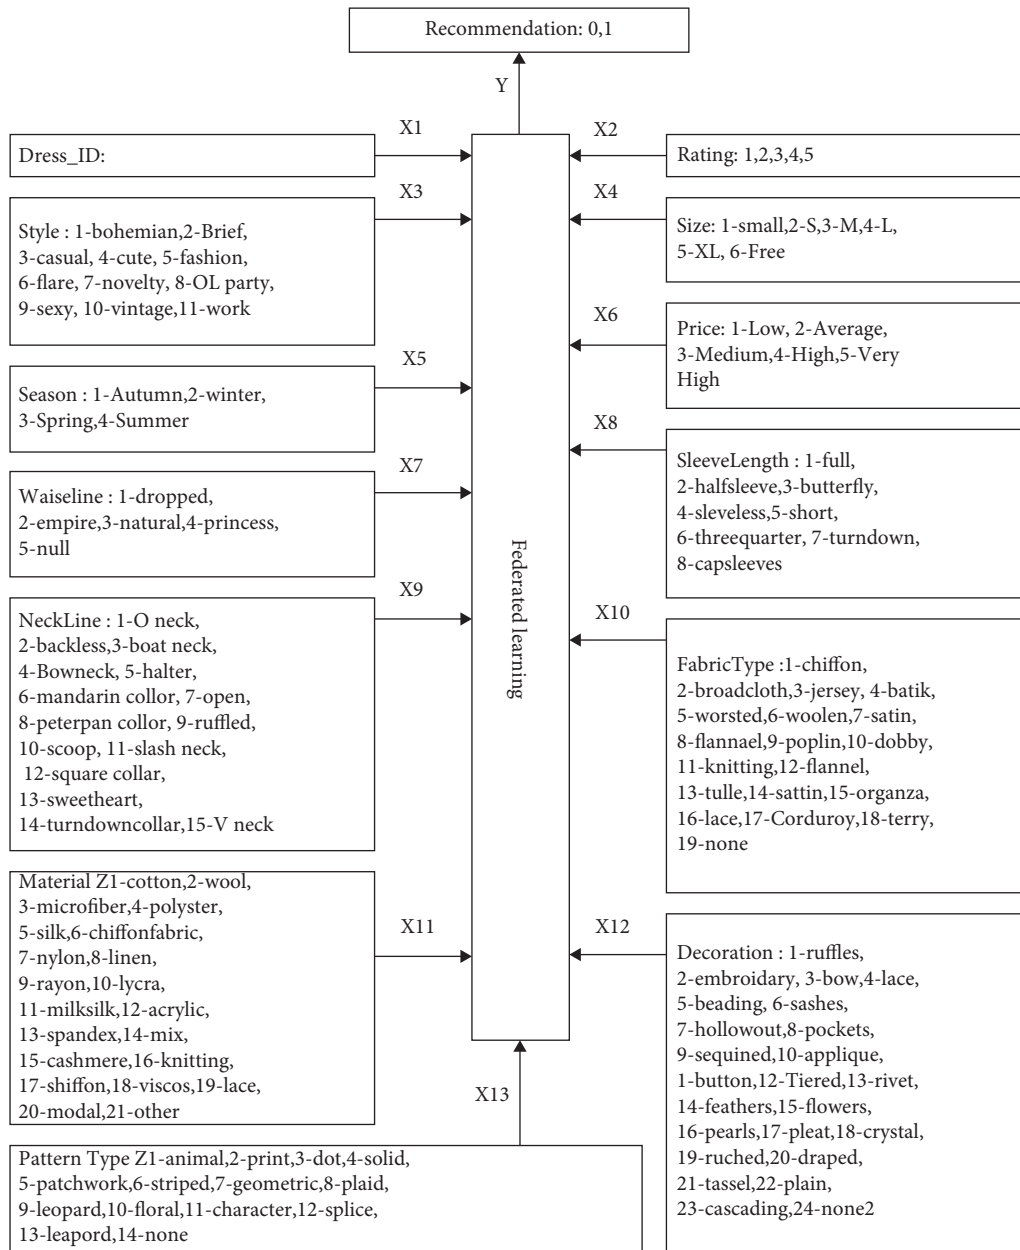 Recommendation: 0,1
Y
X1
Dress_ID:
X2
Rating: 1,2,3,4,5
X3
Style : 1-bohemian,2-Brief,
3-casual, 4-cute, 5-fashion,
6-flare, 7-novelty, 8-OL party,
9-sexy, 10-vintage,11-work
X4
Size: 1-small,2-S,3-M,4-L,
5-XL, 6-Free
X5
Season : 1-Autumn,2-winter,
3-Spring,4-Summer
X6
Price: 1-Low, 2-Average,
3-Medium,4-High,5-Very
High
X7
Waiseline : 1-dropped,
2-empire,3-natural,4-princess,
5-null
X8
SleeveLength : 1-full,
2-halfsleeve,3-butterfly,
4-sleveless,5-short,
6-threequarter, 7-turndown,
8-capsleeves
Federated learning
X9
NeckLine : 1-O neck,
2-backless,3-boat neck,
4-Bowneck, 5-halter,
6-mandarin collor, 7-open,
8-peterpan collor, 9-ruffled,
10-scoop, 11-slash neck,
12-square collar,
13-sweetheart,
14-turndowncollar,15-V neck
X10
FabricType :1-chiffon,
2-broadcloth,3-jersey, 4-batik,
5-worsted,6-woolen,7-satin,
8-flannael,9-poplin,10-dobby,
11-knitting,12-flannel,
13-tulle,14-sattin,15-organza,
16-lace,17-Corduroy,18-terry,
19-none
X11
Material Z1-cotton,2-wool,
3-microfiber,4-polyster,
5-silk,6-chiffonfabric,
7-nylon,8-linen,
9-rayon,10-lycra,
11-milksilk,12-acrylic,
13-spandex,14-mix,
15-cashmere,16-knitting,
17-shiffon,18-viscos,19-lace,
20-modal,21-other
X12
Decoration : 1-ruffles,
2-embroidary, 3-bow,4-lace,
5-beading, 6-sashes,
7-hollowout,8-pockets,
9-sequined,10-applique,
1-button,12-Tiered,13-rivet,
14-feathers,15-flowers,
16-pearls,17-pleat,18-crystal,
19-ruched,20-draped,
21-tassel,22-plain,
23-cascading,24-none2
X13
Pattern Type Z1-animal,2-print,3-dot,4-solid,
5-patchwork,6-striped,7-geometric,8-plaid,
9-leopard,10-floral,11-character,12-splice,
13-leapord,14-none